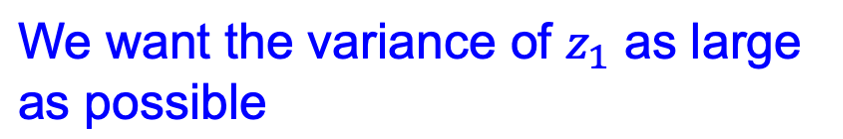 We want the variance of z₁ as large
as possible